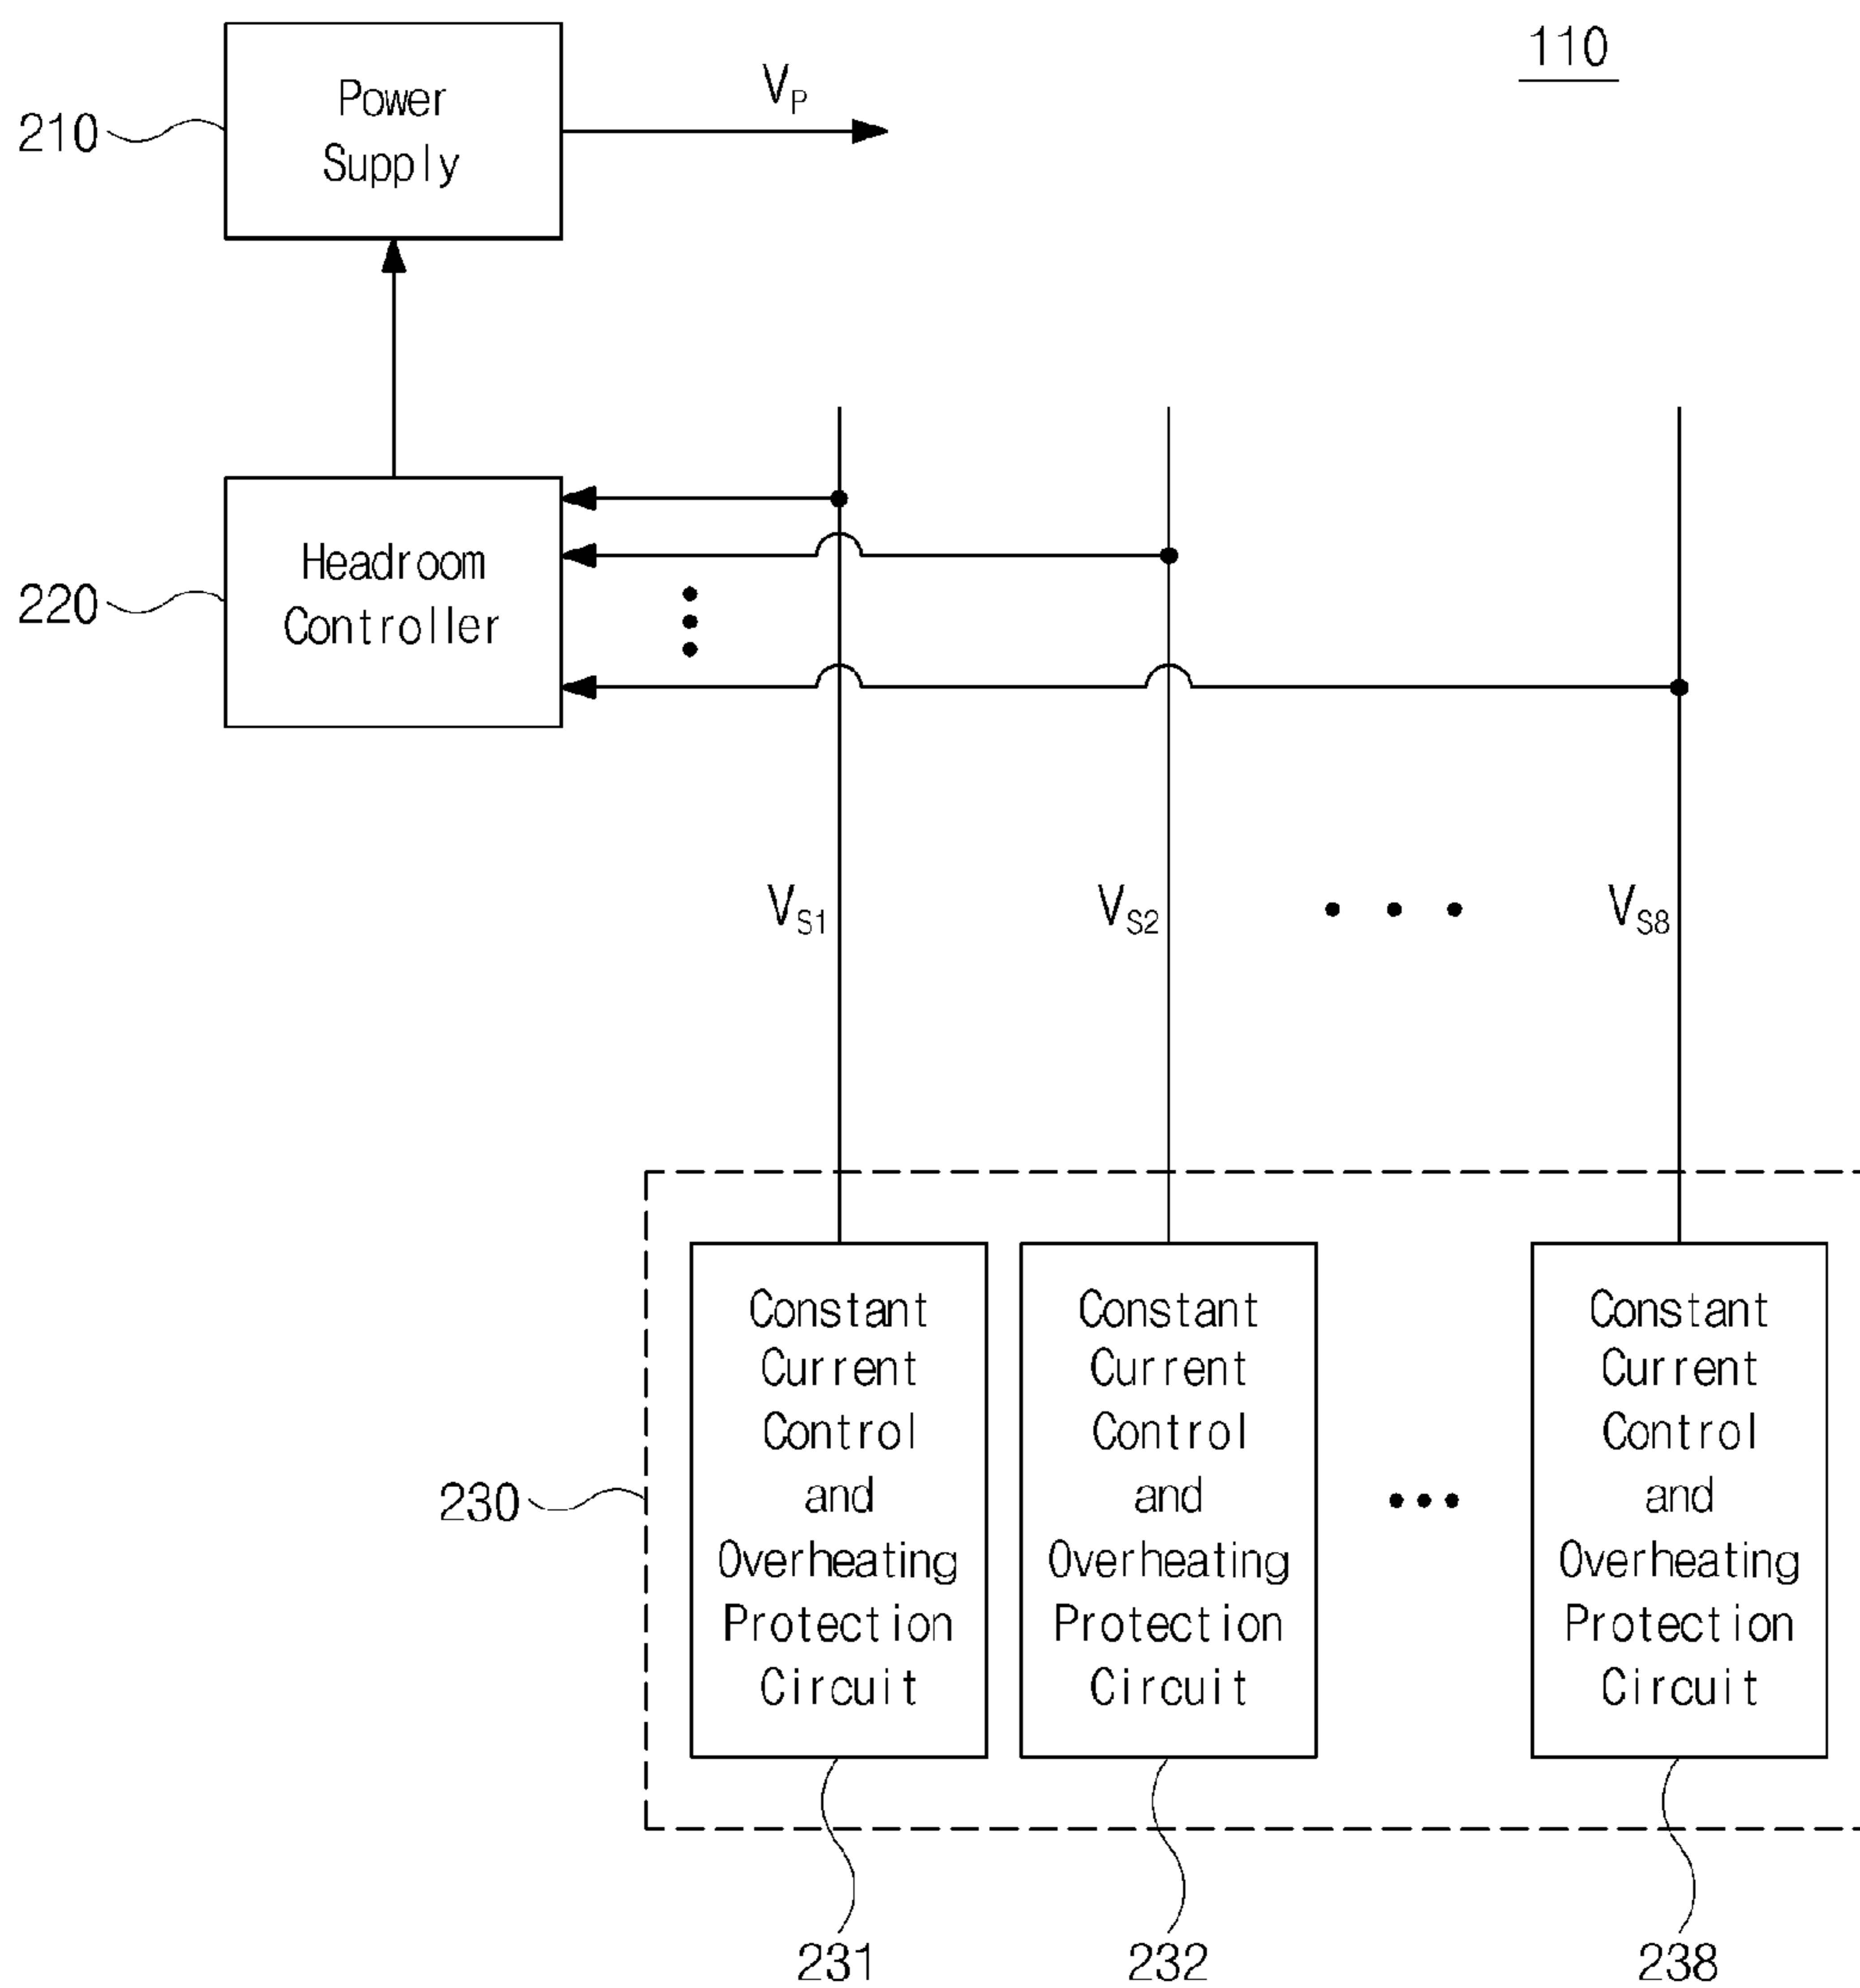 110
Power
Supply
V_P
210
Headroom
Controller
220
V_S1
V_S2
V_S8
230
Constant
Current
Control
and
Overheating
Protection
Circuit
Constant
Current
Control
and
Overheating
Protection
Circuit
Constant
Current
Control
and
Overheating
Protection
Circuit
231
232
238